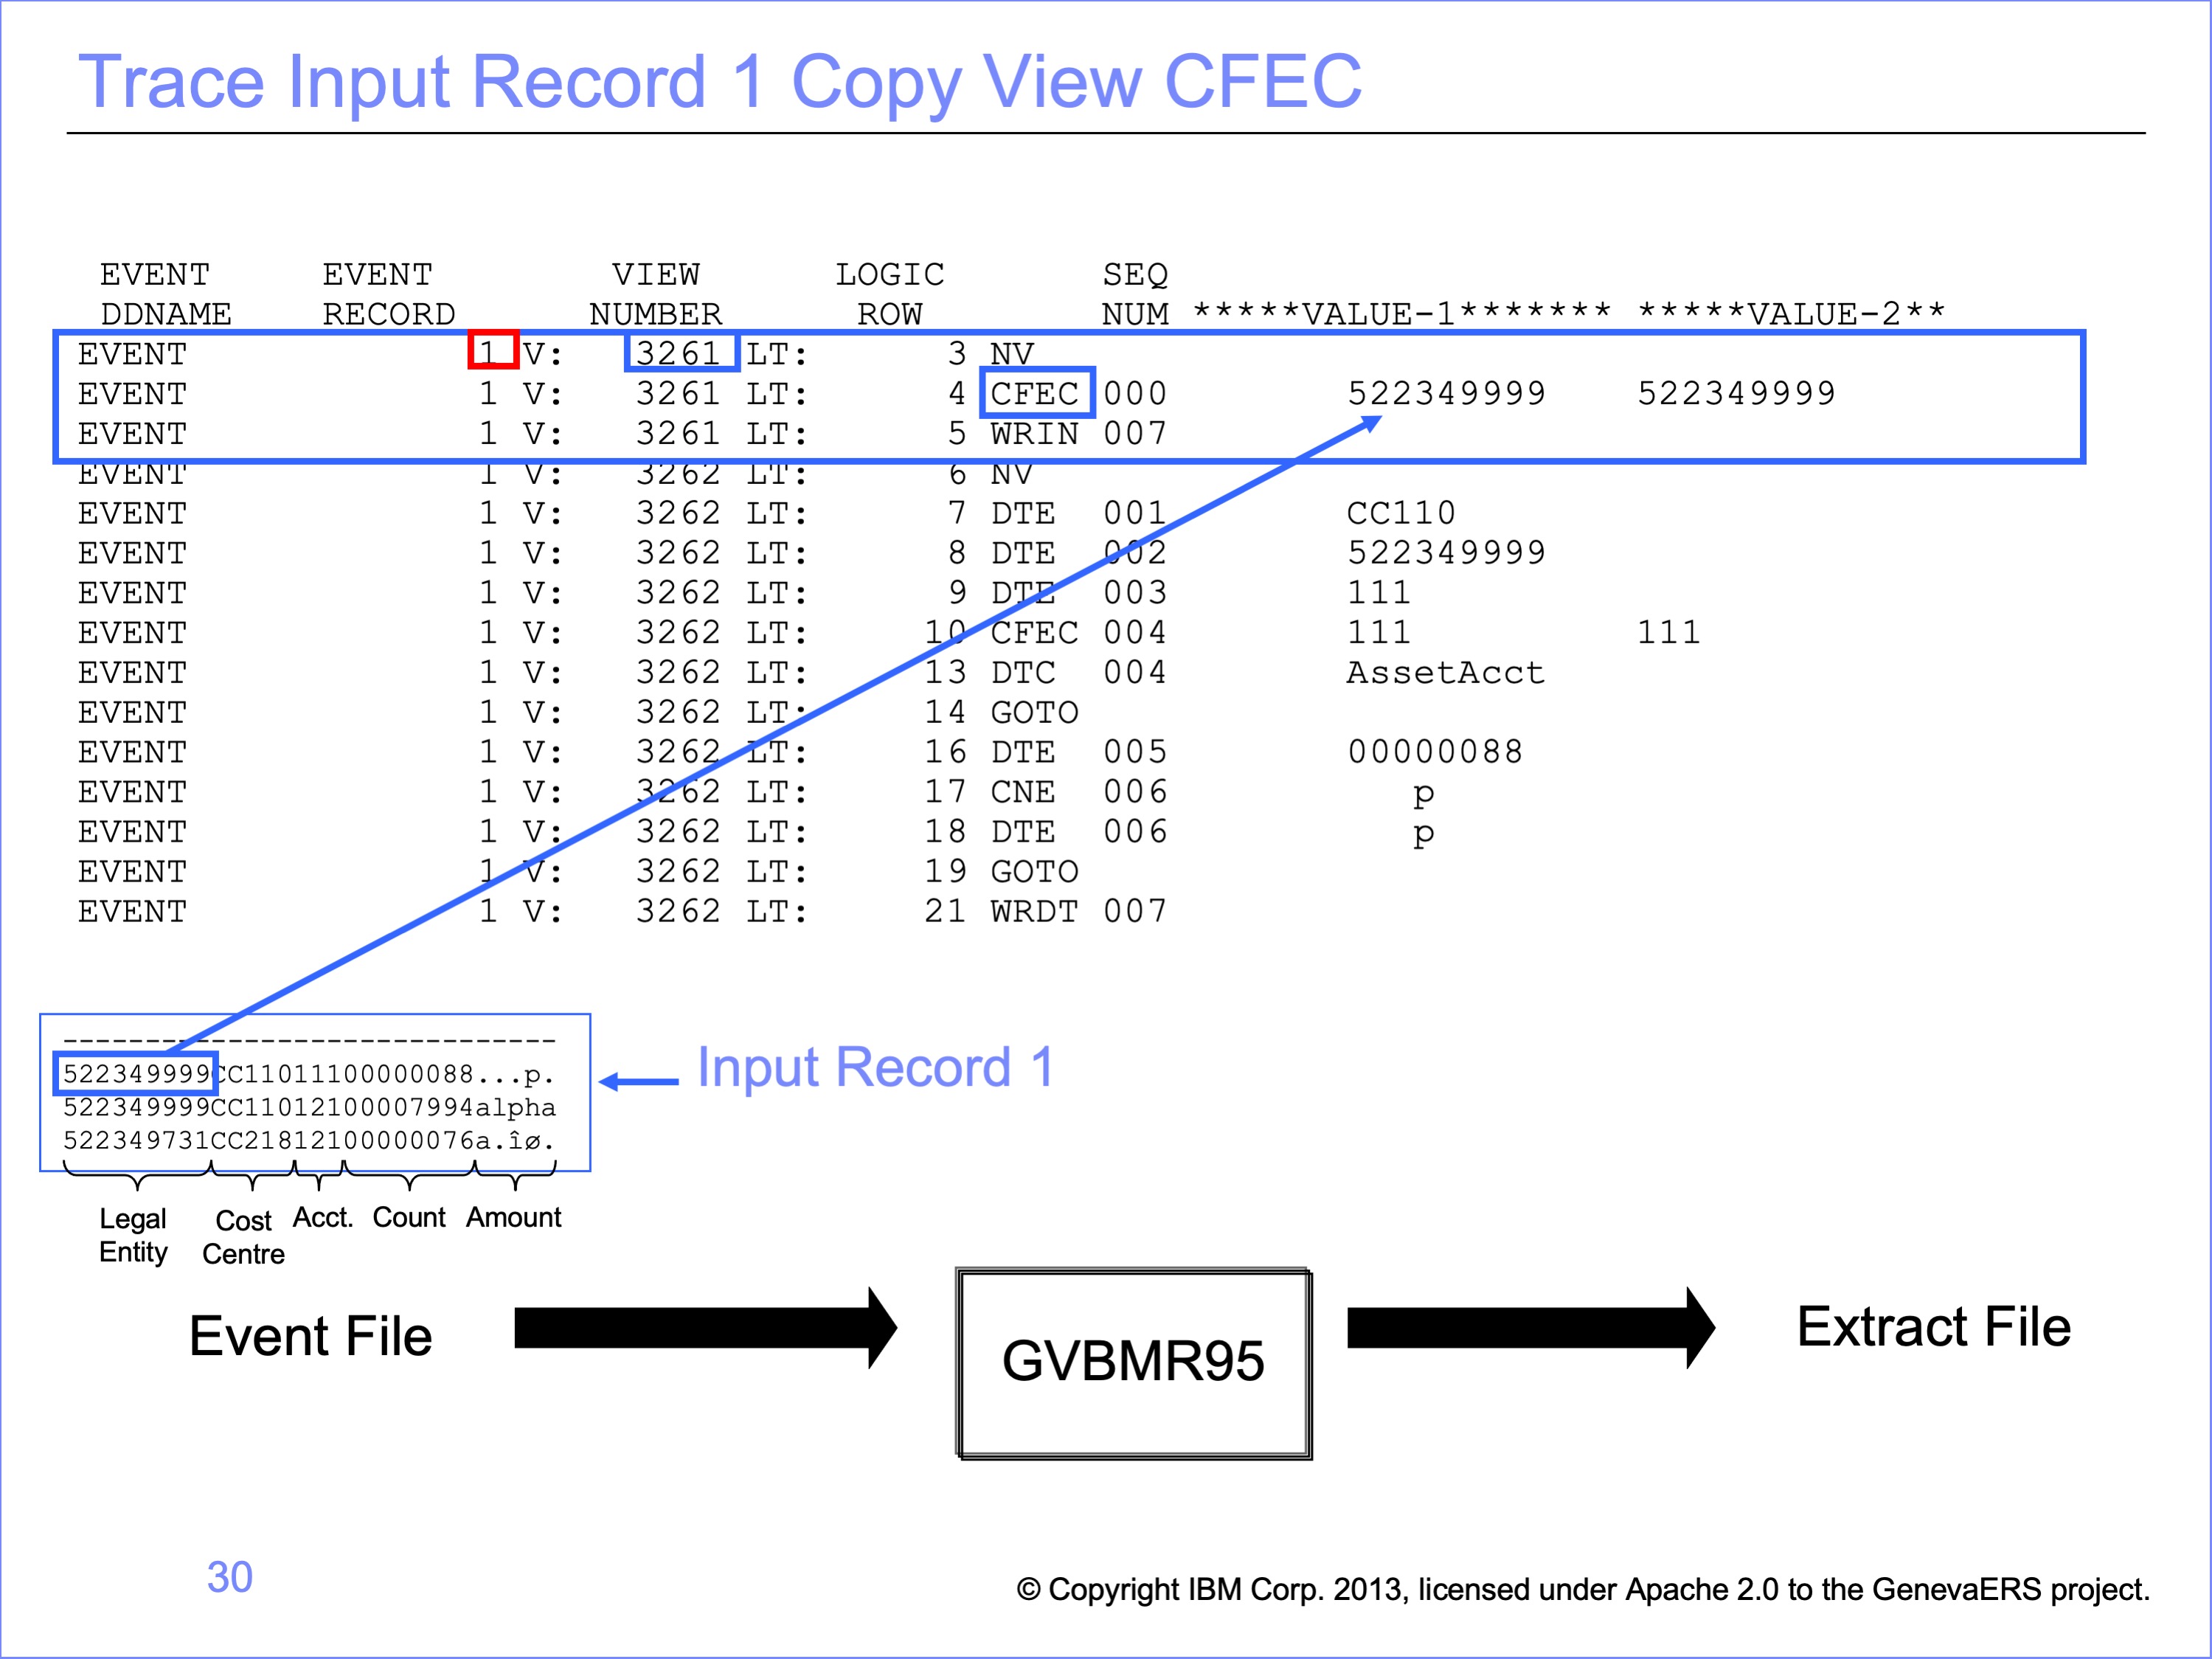 Trace Input Record 1 Copy View CFEC
EVENT EVENT VIEW LOGIC SEQ
DDNAME RECORD NUMBER ROW NUM *****VALUE-1******* *****VALUE-2**
EVENT 1 V: 3261 LT: 3 NV
EVENT 1 V: 3261 LT: 4 CFEC 000 522349999 522349999
EVENT 1 V: 3261 LT: 5 WRIN 007
EVENT 1 V: 3262 LT: 6 NV
EVENT 1 V: 3262 LT: 7 DTE 001 CC110
EVENT 1 V: 3262 LT: 8 DTE 002 522349999
EVENT 1 V: 3262 LT: 9 DTE 003 111
EVENT 1 V: 3262 LT: 10 CFEC 004 111 111
EVENT 1 V: 3262 LT: 13 DTC 004 AssetAcct
EVENT 1 V: 3262 LT: 14 GOTO
EVENT 1 V: 3262 LT: 16 DTE 005 00000088
EVENT 1 V: 3262 LT: 17 CNE 006 p
EVENT 1 V: 3262 LT: 18 DTE 006 p
EVENT 1 V: 3262 LT: 19 GOTO
EVENT 1 V: 3262 LT: 21 WRDT 007
------------------------------
522349999CC11011100000088...p.
522349999CC11012100007994alpha
522349731CC21812100000076a.îø.
Input Record 1
Legal Entity
Cost Centre
Acct.
Count
Amount
Event File
GVBMR95
Extract File
30
© Copyright IBM Corp. 2013, licensed under Apache 2.0 to the GenevaERS project.